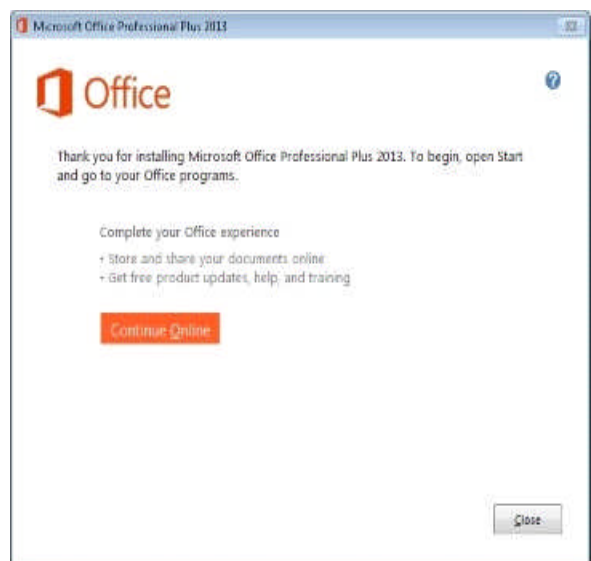 Microsoft Office Professional Plus 2013
Office
?
Thank you for installing Microsoft Office Professional Plus 2013. To begin, open Start
and go to your Office programs.
Complete your Office experience
• Store and share your documents online
• Get free product updates, help, and training
Continue Online
Close